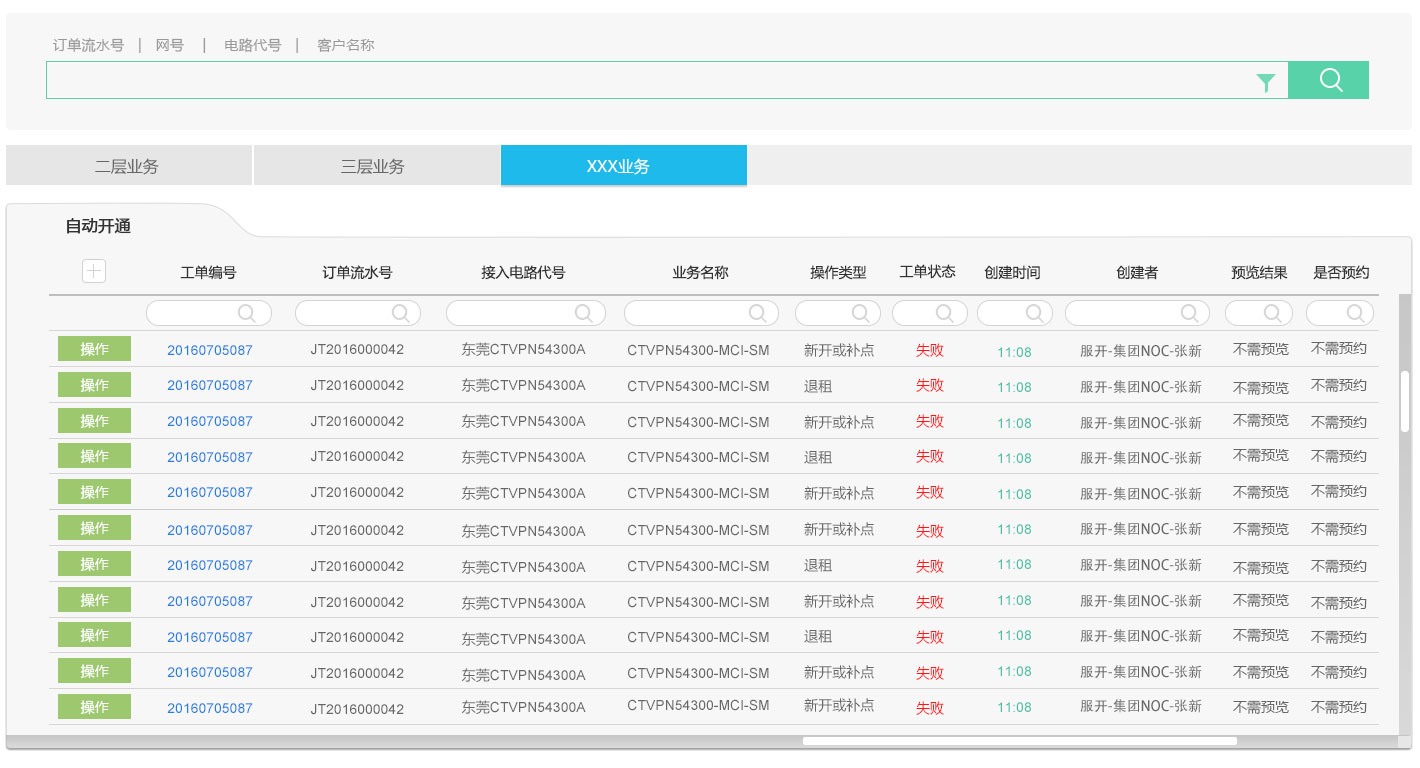 订单流水号 | 网号 | 电路代号 | 客户名称
二层业务 三层业务 XXX业务
自动开通
工单编号 订单流水号 接入电路代号 业务名称 操作类型 工单状态 创建时间 创建者 预览结果 是否预约
操作 20160705087 JT2016000042 东莞CTVPN54300A CTVPN54300-MCI-SM 新开或补点 失败 11:08 服开-集团NOC-张新 不需预览 不需预约
操作 20160705087 JT2016000042 东莞CTVPN54300A CTVPN54300-MCI-SM 退租 失败 11:08 服开-集团NOC-张新 不需预览 不需预约
操作 20160705087 JT2016000042 东莞CTVPN54300A CTVPN54300-MCI-SM 新开或补点 失败 11:08 服开-集团NOC-张新 不需预览 不需预约
操作 20160705087 JT2016000042 东莞CTVPN54300A CTVPN54300-MCI-SM 退租 失败 11:08 服开-集团NOC-张新 不需预览 不需预约
操作 20160705087 JT2016000042 东莞CTVPN54300A CTVPN54300-MCI-SM 新开或补点 失败 11:08 服开-集团NOC-张新 不需预览 不需预约
操作 20160705087 JT2016000042 东莞CTVPN54300A CTVPN54300-MCI-SM 新开或补点 失败 11:08 服开-集团NOC-张新 不需预览 不需预约
操作 20160705087 JT2016000042 东莞CTVPN54300A CTVPN54300-MCI-SM 退租 失败 11:08 服开-集团NOC-张新 不需预览 不需预约
操作 20160705087 JT2016000042 东莞CTVPN54300A CTVPN54300-MCI-SM 新开或补点 失败 11:08 服开-集团NOC-张新 不需预览 不需预约
操作 20160705087 JT2016000042 东莞CTVPN54300A CTVPN54300-MCI-SM 退租 失败 11:08 服开-集团NOC-张新 不需预览 不需预约
操作 20160705087 JT2016000042 东莞CTVPN54300A CTVPN54300-MCI-SM 新开或补点 失败 11:08 服开-集团NOC-张新 不需预览 不需预约
操作 20160705087 JT2016000042 东莞CTVPN54300A CTVPN54300-MCI-SM 新开或补点 失败 11:08 服开-集团NOC-张新 不需预览 不需预约